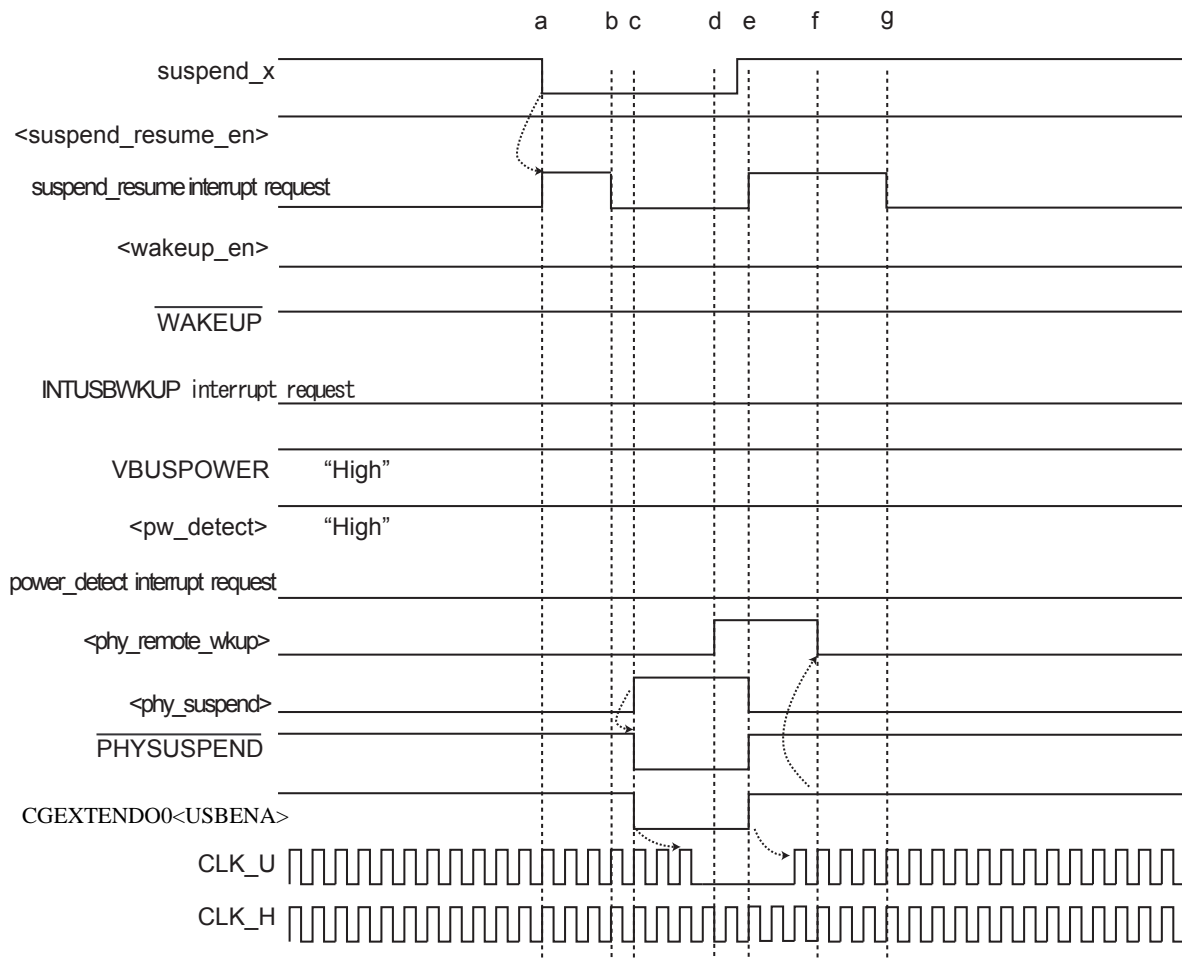 a b c d e f g
suspend_x
<suspend_resume_en>
suspend_resume interrupt request
<wakeup_en>
WAKEUP
INTUSBWKUP interrupt request
VBUSPOWER “High”
<pw_detect> “High”
power_detect interrupt request
<phy_remote_wkup>
<phy_suspend>
PHYSUSPEND
CGEXTENDO0<USBENA>
CLK_U
CLK_H